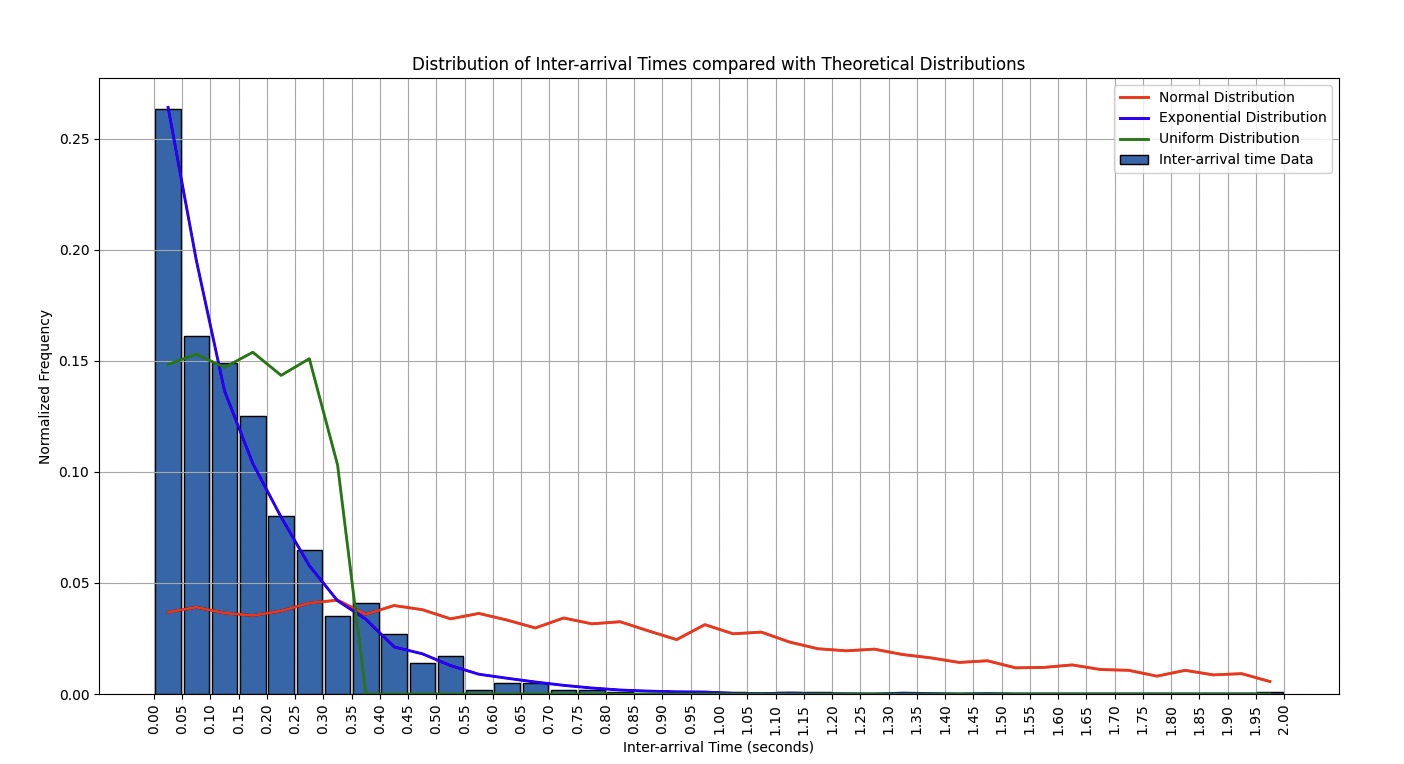 Distribution of Inter-arrival Times compared with Theoretical Distributions
Normal Distribution
Exponential Distribution
Uniform Distribution
Inter-arrival time Data
Normalized Frequency
0.25
0.20
0.15
0.10
0.05
0.00
0.00 0.05 0.10 0.15 0.20 0.25 0.30 0.35 0.40 0.45 0.50 0.55 0.60 0.65 0.70 0.75 0.80 0.85 0.90 0.95 1.00 1.05 1.10 1.15 1.20 1.25 1.30 1.35 1.40 1.45 1.50 1.55 1.60 1.65 1.70 1.75 1.80 1.85 1.90 1.95 2.00
Inter-arrival Time (seconds)